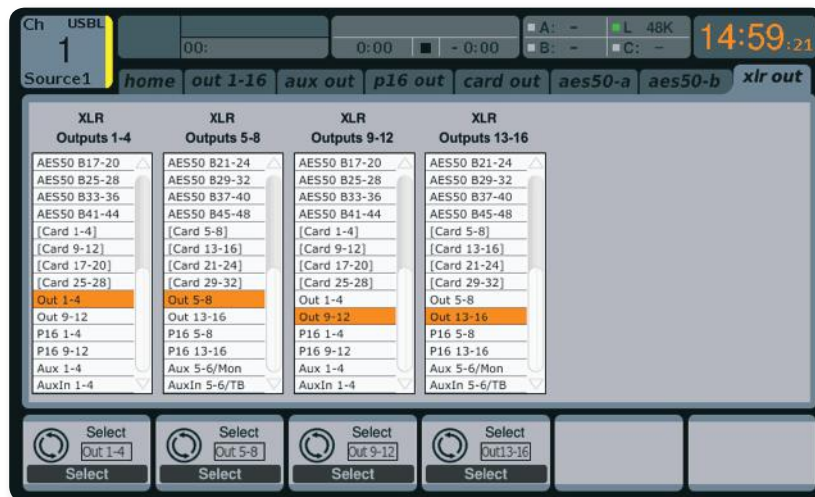 Ch USBL
1
Source1
00:
0:00 - 0:00
A: - L 48K
B: - C: -
14:59:21
home out 1-16 aux out p16 out card out aes50-a aes50-b xlr out
XLR
Outputs 1-4
AES50 B17-20
AES50 B25-28
AES50 B33-36
AES50 B41-44
[Card 1-4]
[Card 9-12]
[Card 17-20]
[Card 25-28]
Out 1-4
Out 9-12
P16 1-4
P16 9-12
Aux 1-4
AuxIn 1-4
XLR
Outputs 5-8
AES50 B21-24
AES50 B29-32
AES50 B37-40
AES50 B45-48
[Card 5-8]
[Card 13-16]
[Card 21-24]
[Card 29-32]
Out 5-8
Out 13-16
P16 5-8
P16 13-16
Aux 5-6/Mon
AuxIn 5-6/TB
XLR
Outputs 9-12
AES50 B17-20
AES50 B25-28
AES50 B33-36
AES50 B41-44
[Card 1-4]
[Card 9-12]
[Card 17-20]
[Card 25-28]
Out 1-4
Out 9-12
P16 1-4
P16 9-12
Aux 1-4
AuxIn 1-4
XLR
Outputs 13-16
AES50 B21-24
AES50 B29-32
AES50 B37-40
AES50 B45-48
[Card 5-8]
[Card 13-16]
[Card 21-24]
[Card 29-32]
Out 5-8
Out 13-16
P16 5-8
P16 13-16
Aux 5-6/Mon
AuxIn 5-6/TB
Select
Out 1-4
Select
Select
Out 5-8
Select
Select
Out 9-12
Select
Select
Out13-16
Select